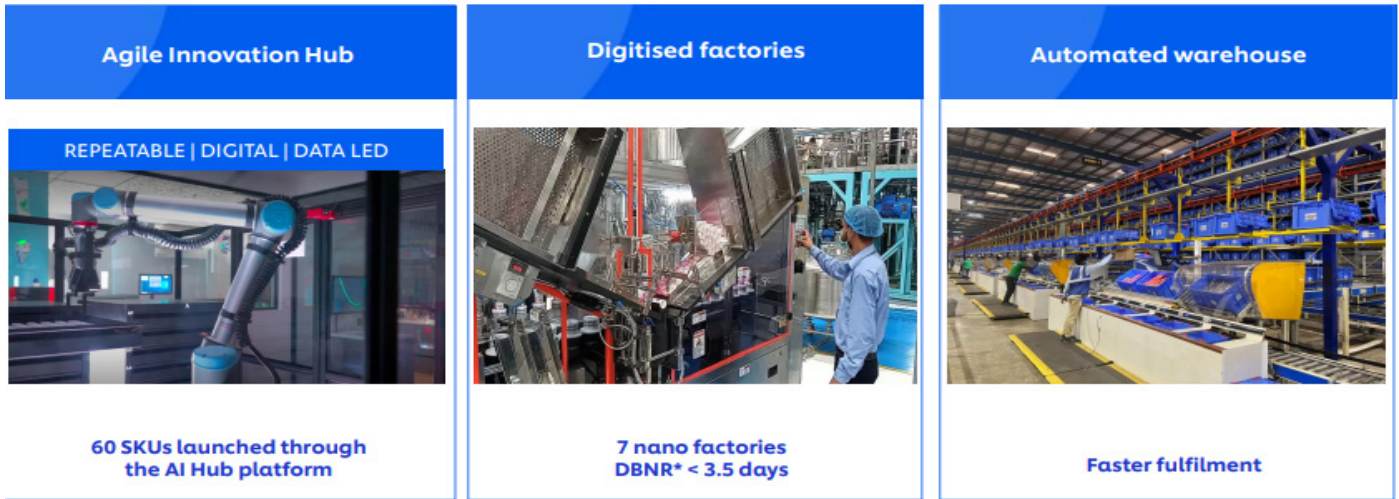 Agile Innovation Hub
REPEATABLE | DIGITAL | DATA LED
60 SKUs launched through
the AI Hub platform
Digitised factories
7 nano factories
DBNR* < 3.5 days
Automated warehouse
Faster fulfilment